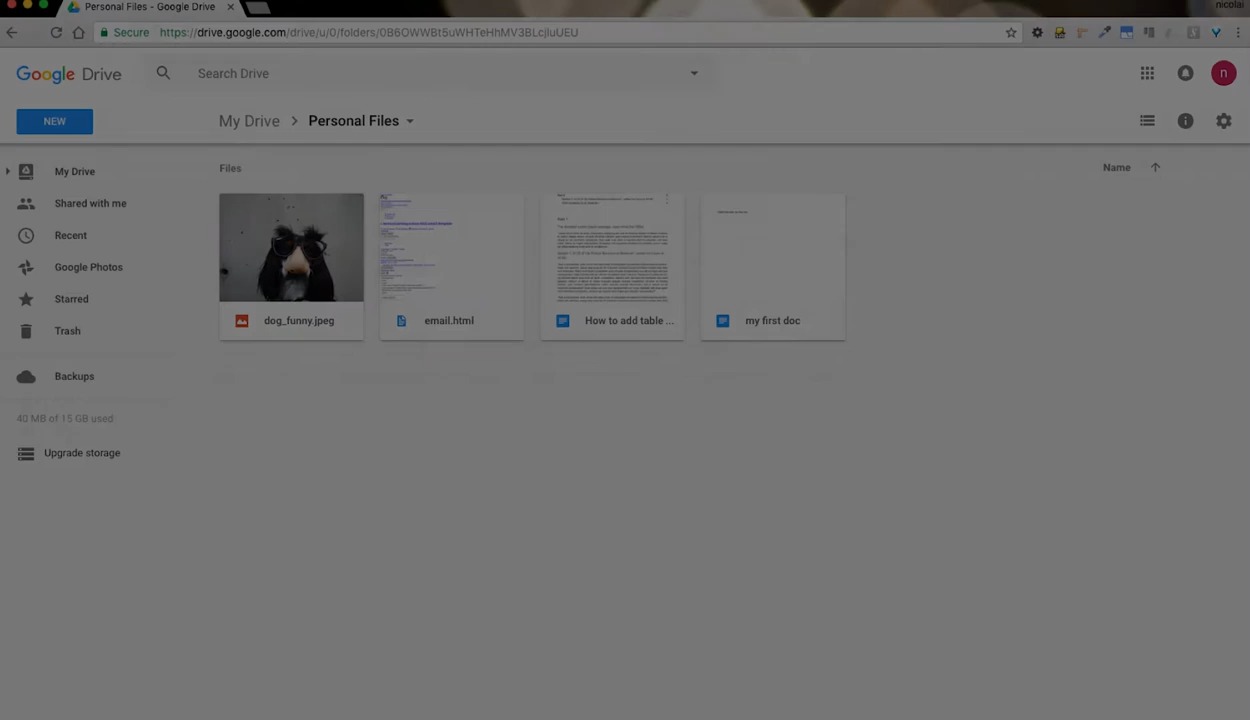 Personal Files - Google Drive
nicolai
Secure https://drive.google.com/drive/u/0/folders/0B6OWWBt5uWHTeHhMV3BLcjluUEU
Google Drive
Search Drive
n
NEW
My Drive
Personal Files
My Drive
Files
Name
Shared with me
Recent
Google Photos
Starred
Trash
dog_funny.jpeg
email.html
How to add table ...
my first doc
Backups
40 MB of 15 GB used
Upgrade storage